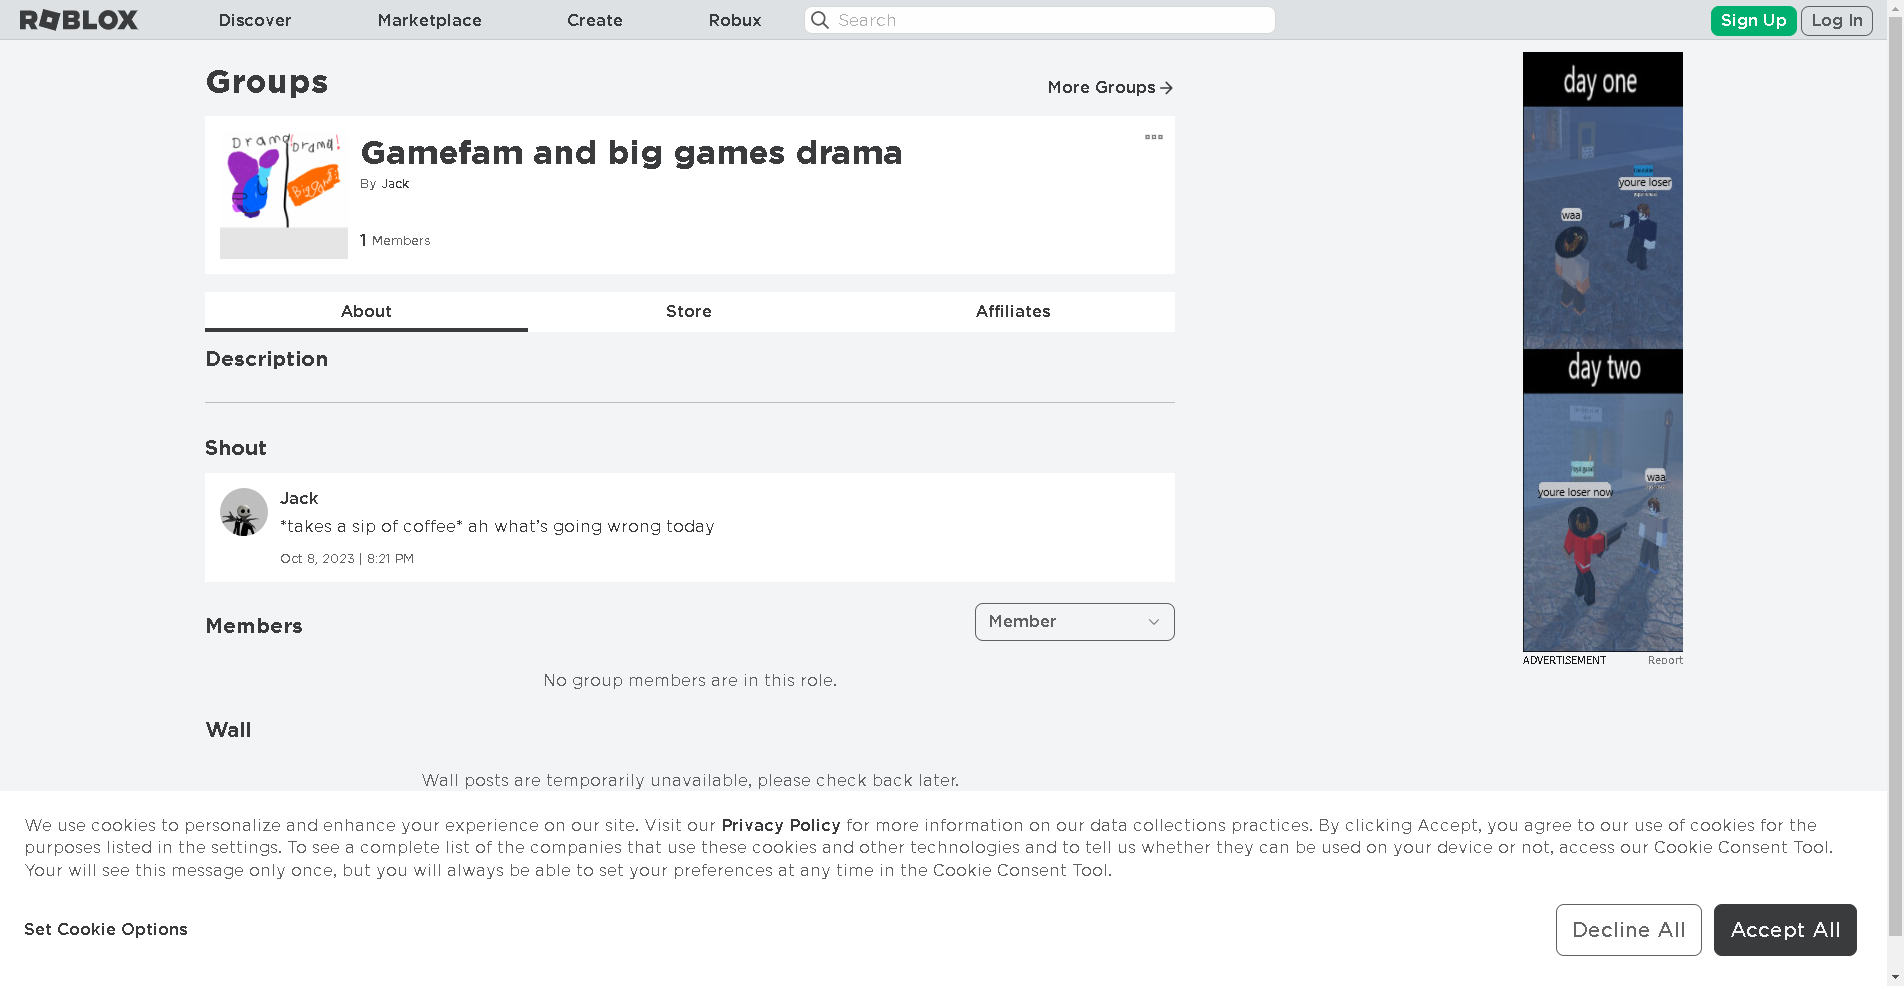 ROBLOX
Discover
Marketplace
Create
Robux
Search
Sign Up
Log In
Groups
More Groups
Drama! Drama!
Gamefam and big games drama
By Jack
1 Members
About
Store
Affiliates
Description
Shout
Jack
*takes a sip of coffee* ah what's going wrong today
Oct 8, 2023 | 8:21 PM
Members
Member
No group members are in this role.
Wall
Wall posts are temporarily unavailable, please check back later.
day one
youre loser
waa
day two
waa
youre loser now
ADVERTISEMENT
Report
We use cookies to personalize and enhance your experience on our site. Visit our Privacy Policy for more information on our data collections practices. By clicking Accept, you agree to our use of cookies for the
purposes listed in the settings. To see a complete list of the companies that use these cookies and other technologies and to tell us whether they can be used on your device or not, access our Cookie Consent Tool.
Your will see this message only once, but you will always be able to set your preferences at any time in the Cookie Consent Tool.
Set Cookie Options
Decline All
Accept All